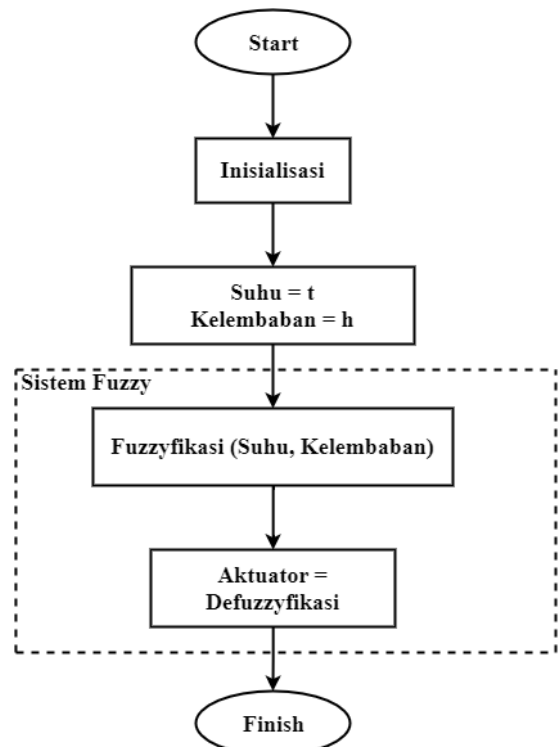 Start
Inisialisasi
Suhu = t
Kelembaban = h
Sistem Fuzzy
Fuzzyfikasi (Suhu, Kelembaban)
Aktuator =
Defuzzyfikasi
Finish